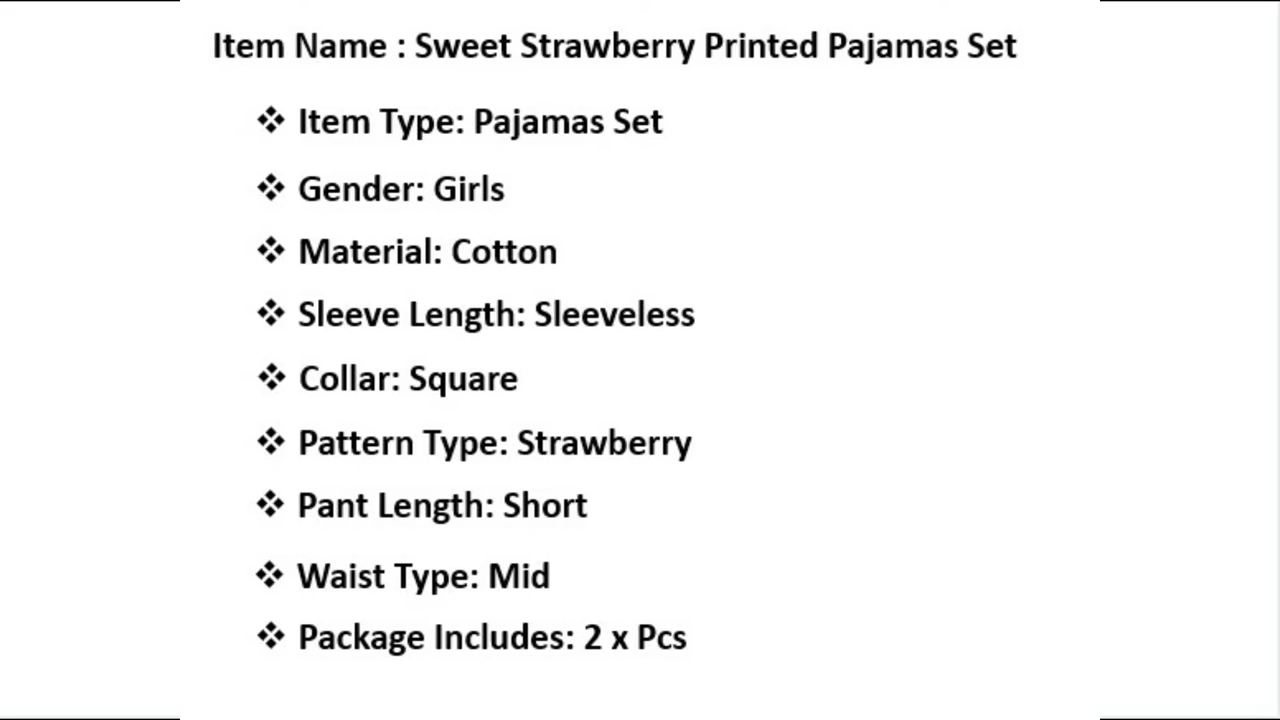 Item Name : Sweet Strawberry Printed Pajamas Set
❖ Item Type: Pajamas Set
❖ Gender: Girls
❖ Material: Cotton
❖ Sleeve Length: Sleeveless
❖ Collar: Square
❖ Pattern Type: Strawberry
❖ Pant Length: Short
❖ Waist Type: Mid
❖ Package Includes: 2 x Pcs